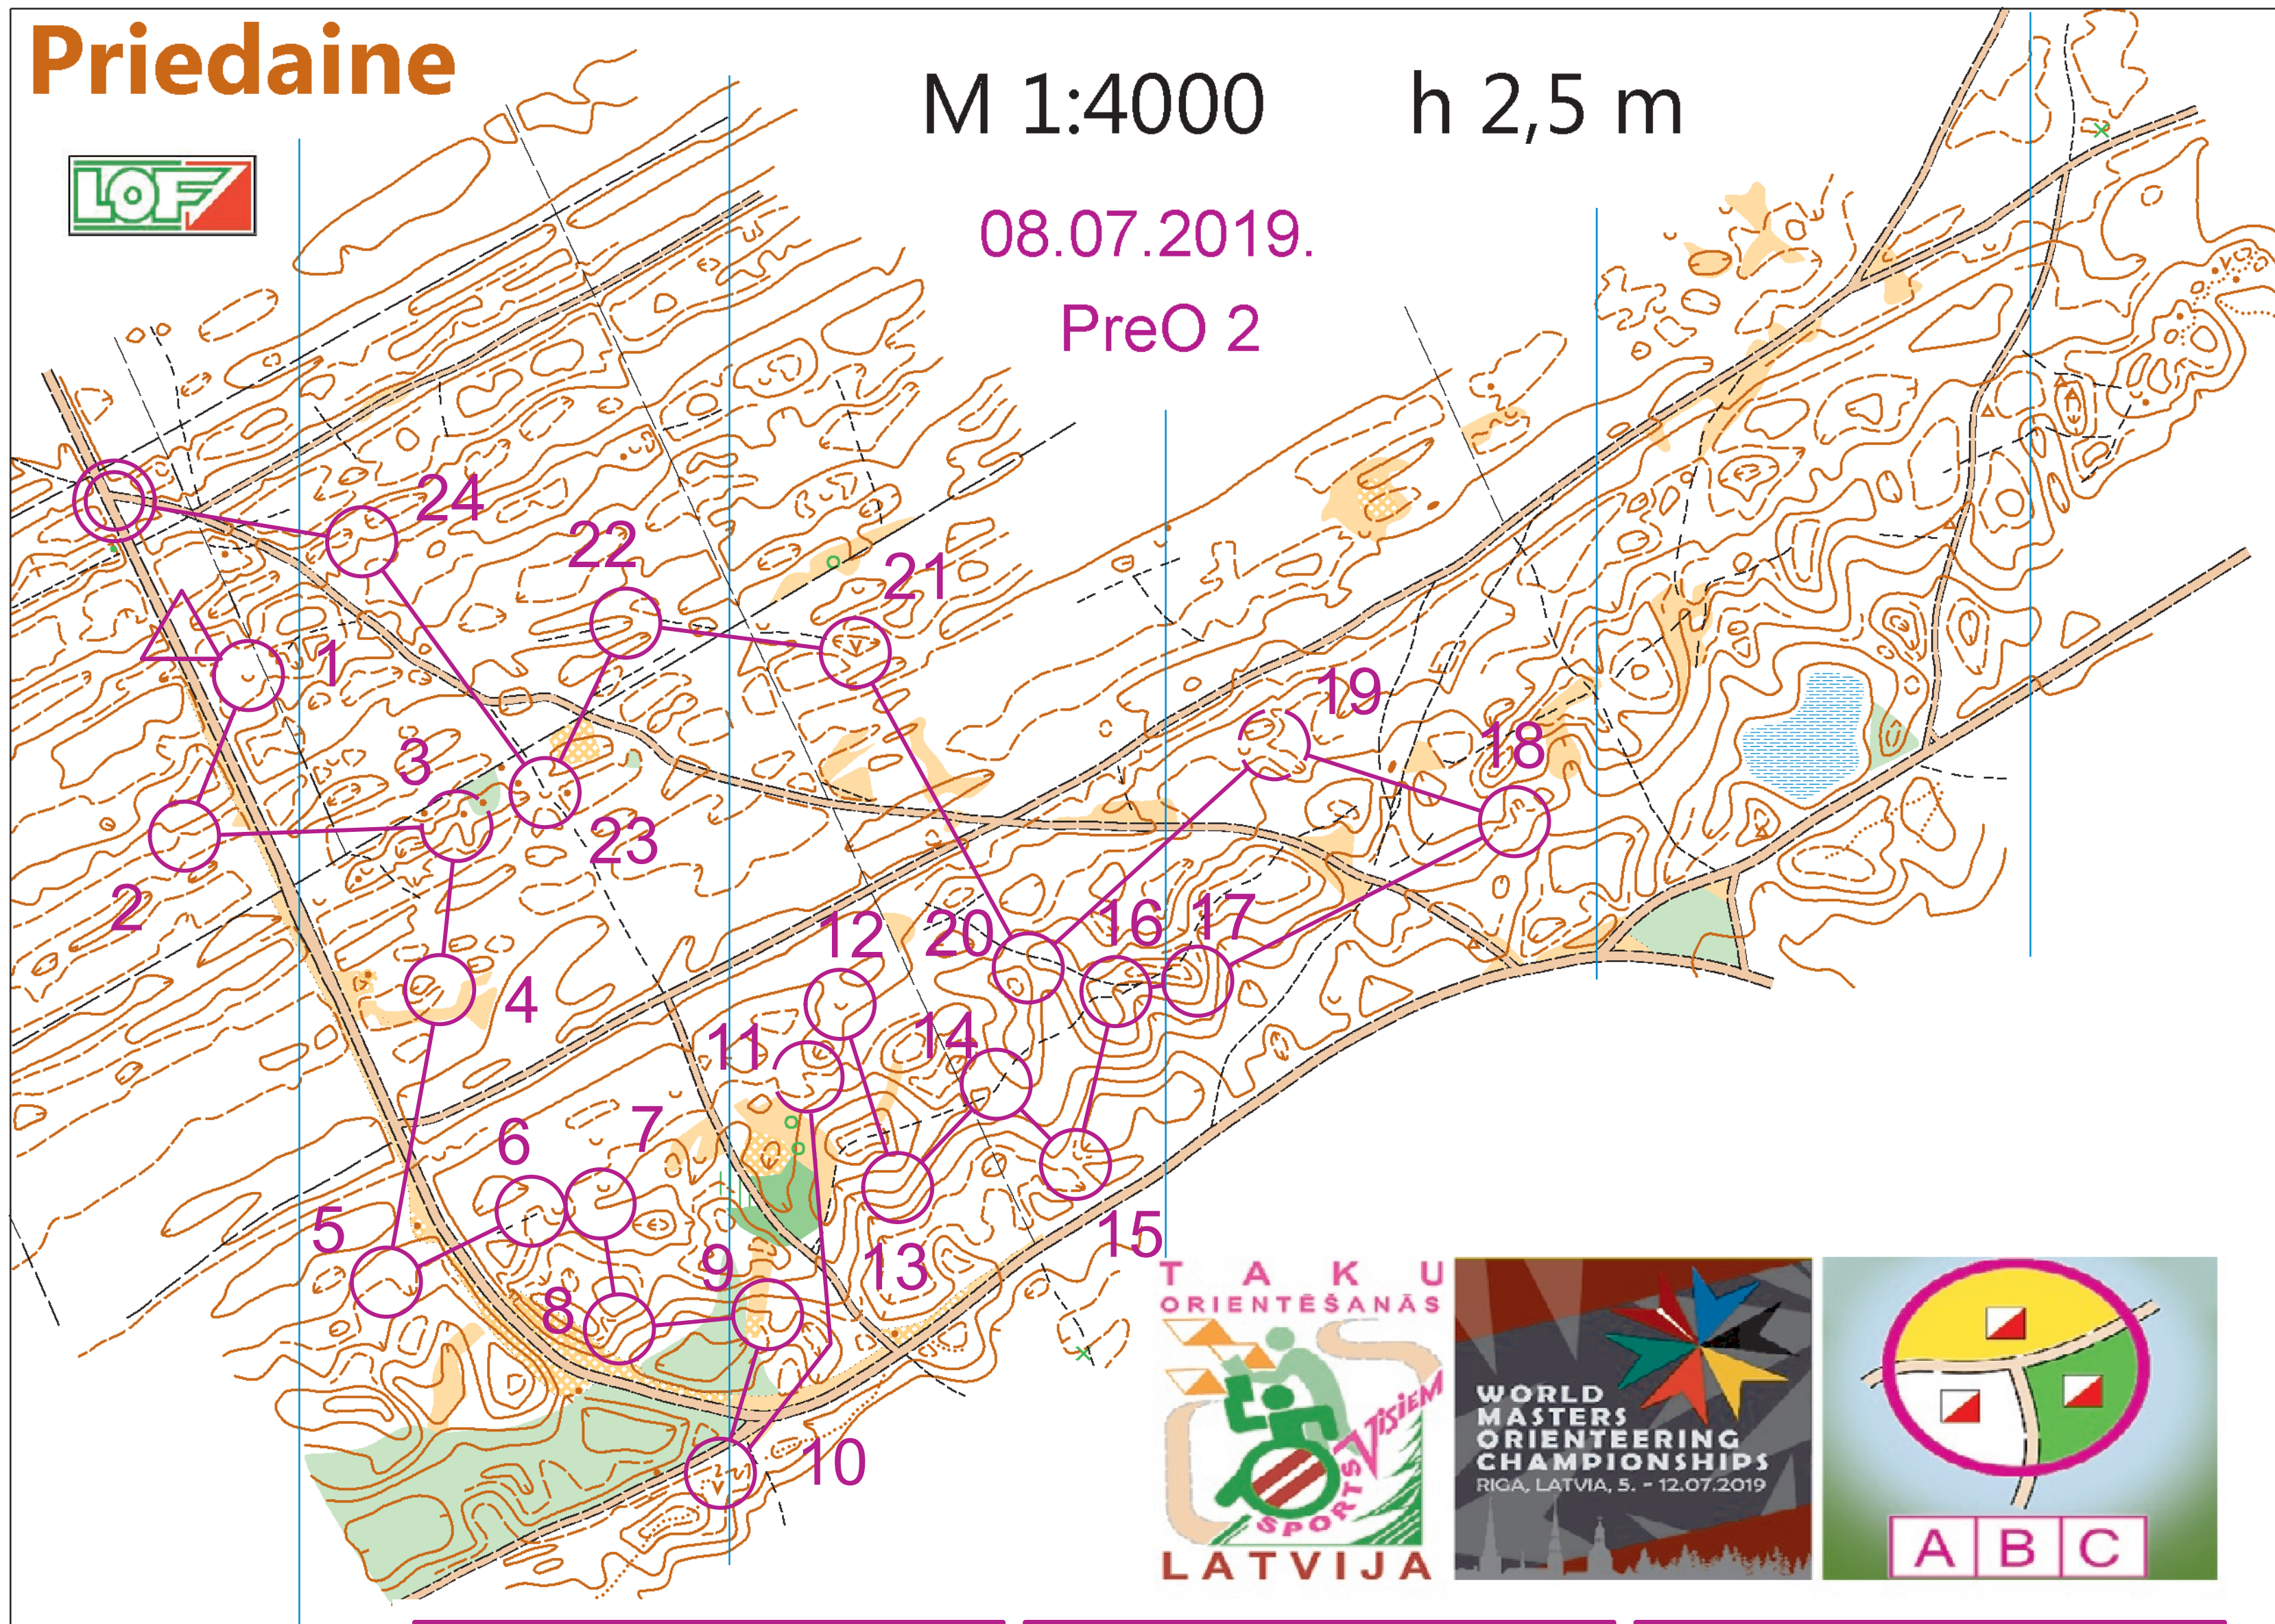 Priedaine
M 1:4000
h 2,5 m
LOF
08.07.2019.
PreO 2
24
22
21
1
19
3
18
23
2
12
20
16
17
4
11
14
6
7
5
15
9
13
8
10
TAKU
ORIENTĒŠANĀS
SPORTS VISIEM
LATVIJA
WORLD
MASTERS
ORIENTEERING
CHAMPIONSHIPS
RIGA, LATVIA, 5. - 12.07.2019
A B C